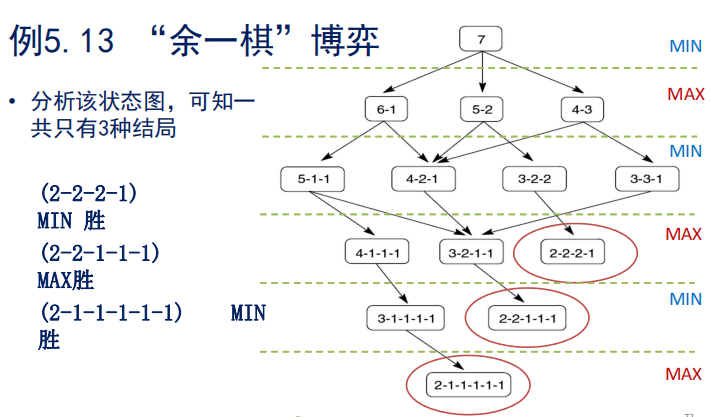 例5.13 “余一棋”博弈
• 分析该状态图，可知一
共只有3种结局
(2-2-2-1)
MIN 胜
(2-2-1-1-1)
MAX胜
(2-1-1-1-1-1) MIN
胜
7
MIN
6-1 5-2 4-3
MAX
5-1-1 4-2-1 3-2-2 3-3-1
MIN
4-1-1-1 3-2-1-1 2-2-2-1
MAX
3-1-1-1-1 2-2-1-1-1
MIN
2-1-1-1-1-1
MAX